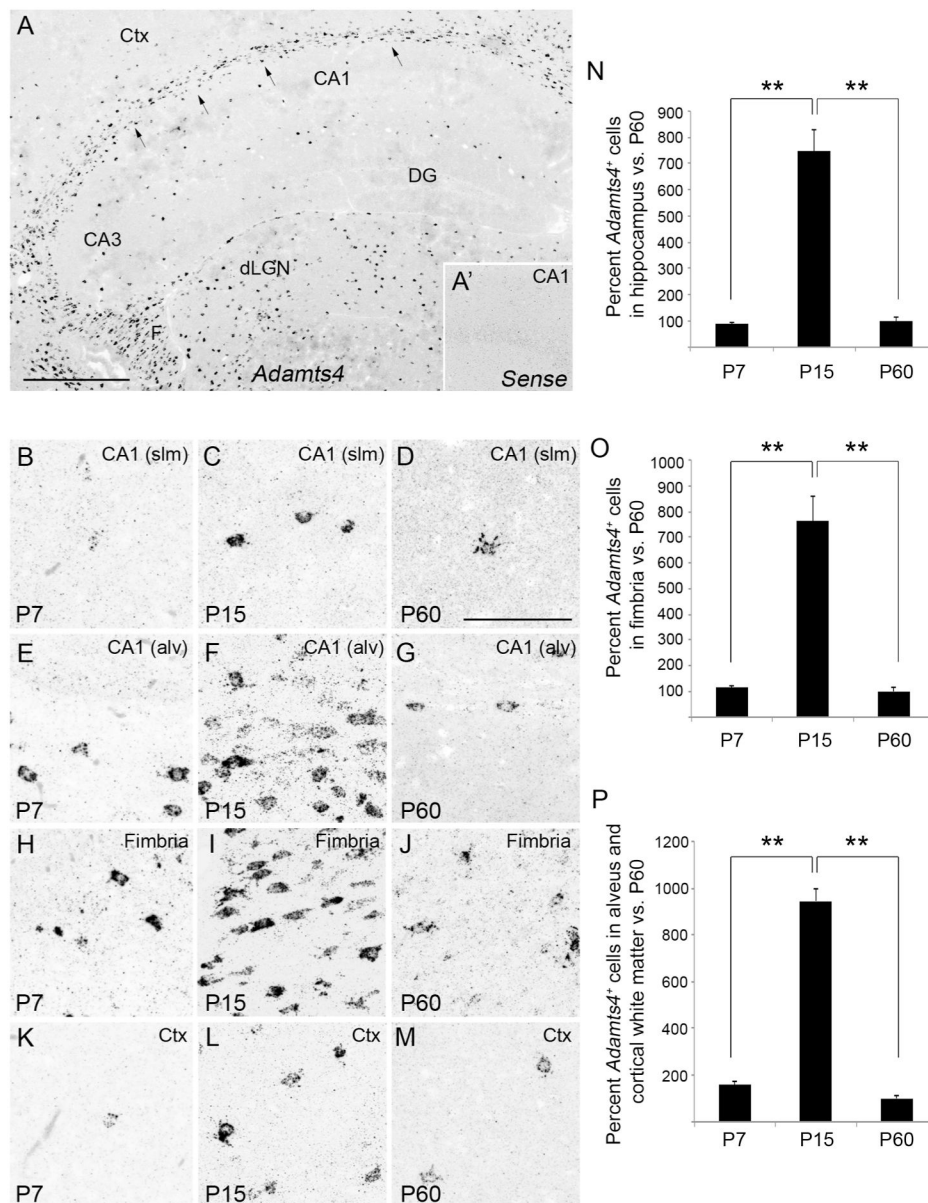 A
Ctx
CA1
DG
CA3
dLGN
F
A'
CA1
Adamts4
Sense
B
CA1 (slm)
P7
C
CA1 (slm)
P15
D
CA1 (slm)
P60
E
CA1 (alv)
P7
F
CA1 (alv)
P15
G
CA1 (alv)
P60
H
Fimbria
P7
I
Fimbria
P15
J
Fimbria
P60
K
Ctx
P7
L
Ctx
P15
M
Ctx
P60
N
Percent Adamts4⁺ cells
in hippocampus vs. P60
900
800
700
600
500
400
300
200
100
** **
P7 P15 P60
O
Percent Adamts4⁺ cells
in fimbria vs. P60
1000
900
800
700
600
500
400
300
200
100
** **
P7 P15 P60
P
Percent Adamts4⁺ cells in alveus and
cortical white matter vs. P60
1200
1000
800
600
400
200
** **
P7 P15 P60